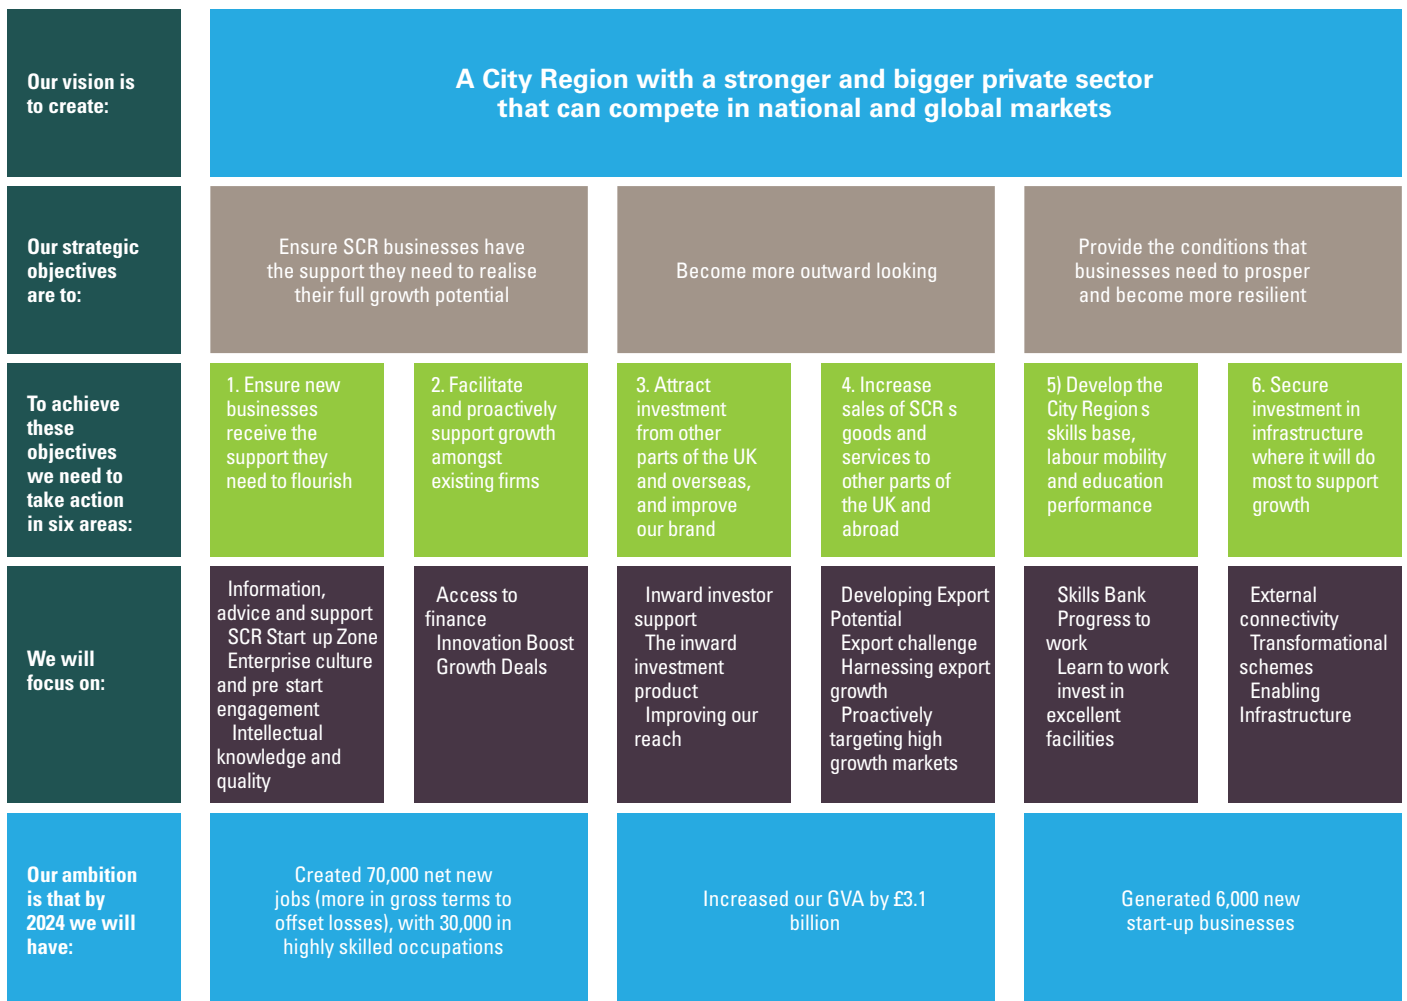 Our vision is
to create:
A City Region with a stronger and bigger private sector
that can compete in national and global markets
Our strategic
objectives
are to:
Ensure SCR businesses have
the support they need to realise
their full growth potential
Become more outward looking
Provide the conditions that
businesses need to prosper
and become more resilient
To achieve
these
objectives
we need to
take action
in six areas:
1. Ensure new
businesses
receive the
support they
need to flourish
2. Facilitate
and proactively
support growth
amongst
existing firms
3. Attract
investment
from other
parts of the UK
and overseas,
and improve
our brand
4. Increase
sales of SCR s
goods and
services to
other parts of
the UK and
abroad
5) Develop the
City Region s
skills base,
labour mobility
and education
performance
6. Secure
investment in
infrastructure
where it will do
most to support
growth
We will
focus on:
Information,
advice and support
SCR Start up Zone
Enterprise culture
and pre start
engagement
Intellectual
knowledge and
quality
Access to
finance
Innovation Boost
Growth Deals
Inward investor
support
The inward
investment
product
Improving our
reach
Developing Export
Potential
Export challenge
Harnessing export
growth
Proactively
targeting high
growth markets
Skills Bank
Progress to
work
Learn to work
invest in
excellent
facilities
External
connectivity
Transformational
schemes
Enabling
Infrastructure
Our ambition
is that by
2024 we will
have:
Created 70,000 net new
jobs (more in gross terms to
offset losses), with 30,000 in
highly skilled occupations
Increased our GVA by £3.1
billion
Generated 6,000 new
start-up businesses